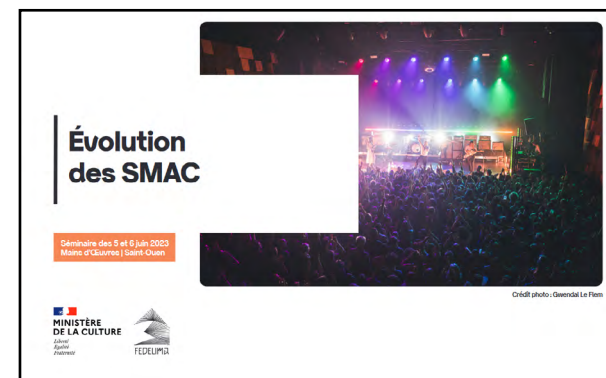 Évolution
des SMAC
Séminaire des 5 et 6 juin 2023
Mains d'Œuvres | Saint-Ouen
Crédit photo : Gwendal Le Flem
MINISTÈRE
DE LA CULTURE
Liberté
Égalité
Fraternité
FEDELIMA